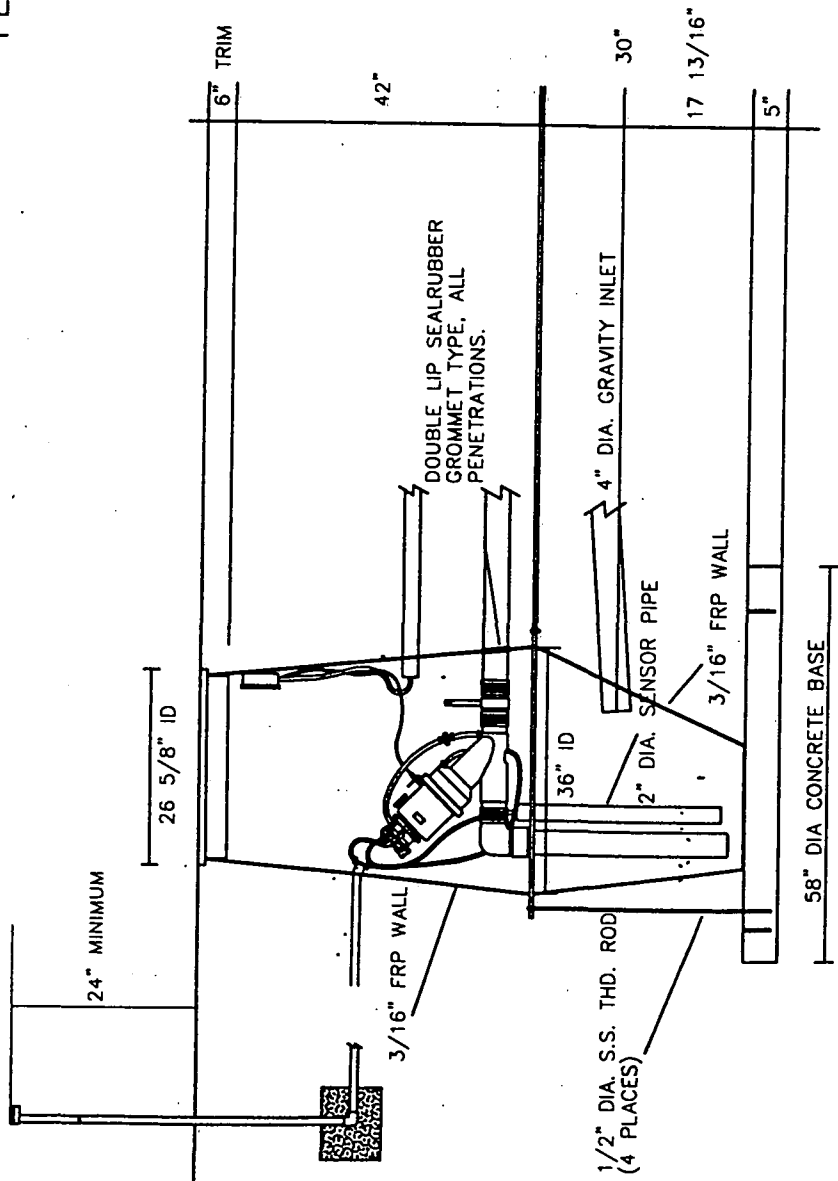 6" TRIM
42"
30"
17 13/16"
5"
24" MINIMUM
26 5/8" ID
DOUBLE LIP SEALRUBBER
GROMMET TYPE, ALL
PENETRATIONS.
3/16" FRP WALL
36" ID
4" DIA. GRAVITY INLET
2" DIA. SENSOR PIPE
3/16" FRP WALL
1/2" DIA. S.S. THD. ROD
(4 PLACES)
58" DIA CONCRETE BASE